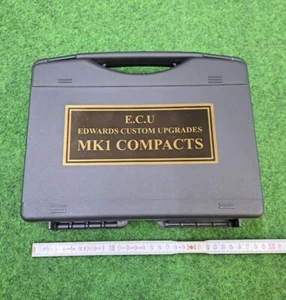 E.C.U
EDWARDS CUSTOM UPGRADES
MK1 COMPACTS